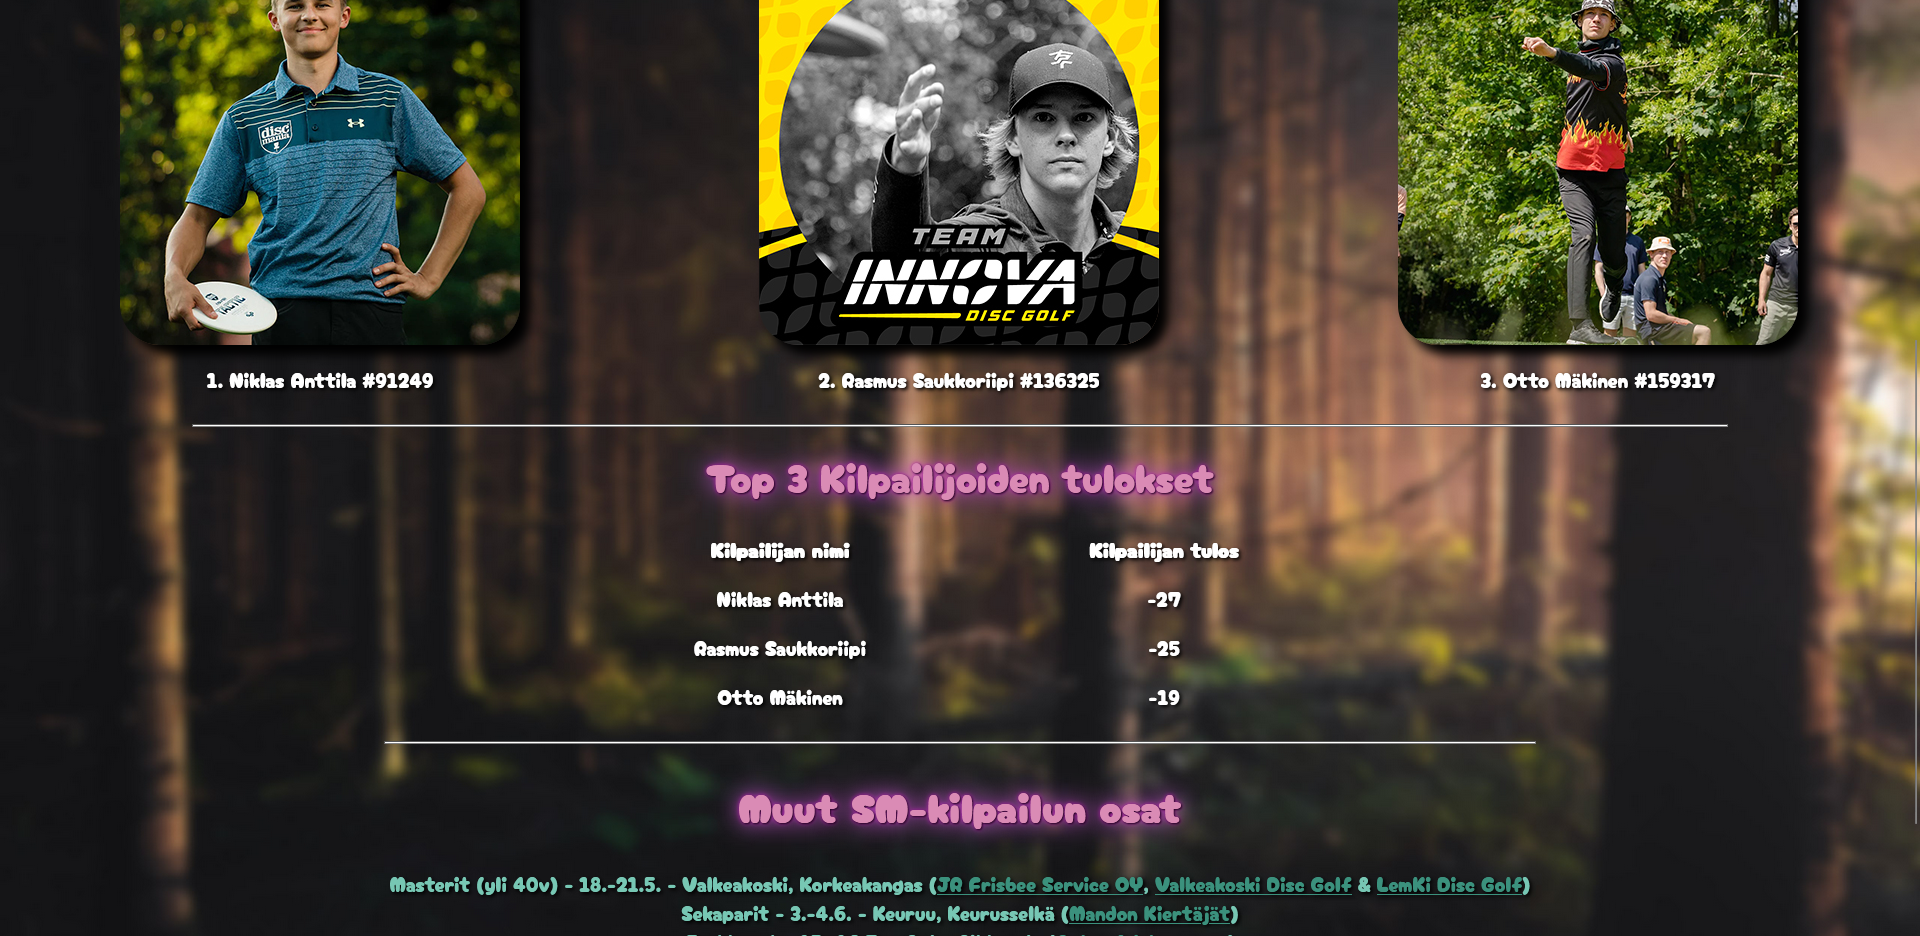 disc
mania
TEAM
INNOVA
DISC GOLF
1. Niklas Anttila #91249
2. Rasmus Saukkoriipi #136325
3. Otto Mäkinen #159317
Top 3 Kilpailijoiden tulokset
Kilpailijan nimi Kilpailijan tulos
Niklas Anttila -27
Rasmus Saukkoriipi -25
Otto Mäkinen -19
Muut SM-kilpailun osat
Masterit (yli 40v) - 18.-21.5. - Valkeakoski, Korkeakangas (JR Frisbee Service OY, Valkeakoski Disc Golf & LemKi Disc Golf)
Sekaparit - 3.-4.6. - Keuruu, Keurusselkä (Mandon Kiertäjät)